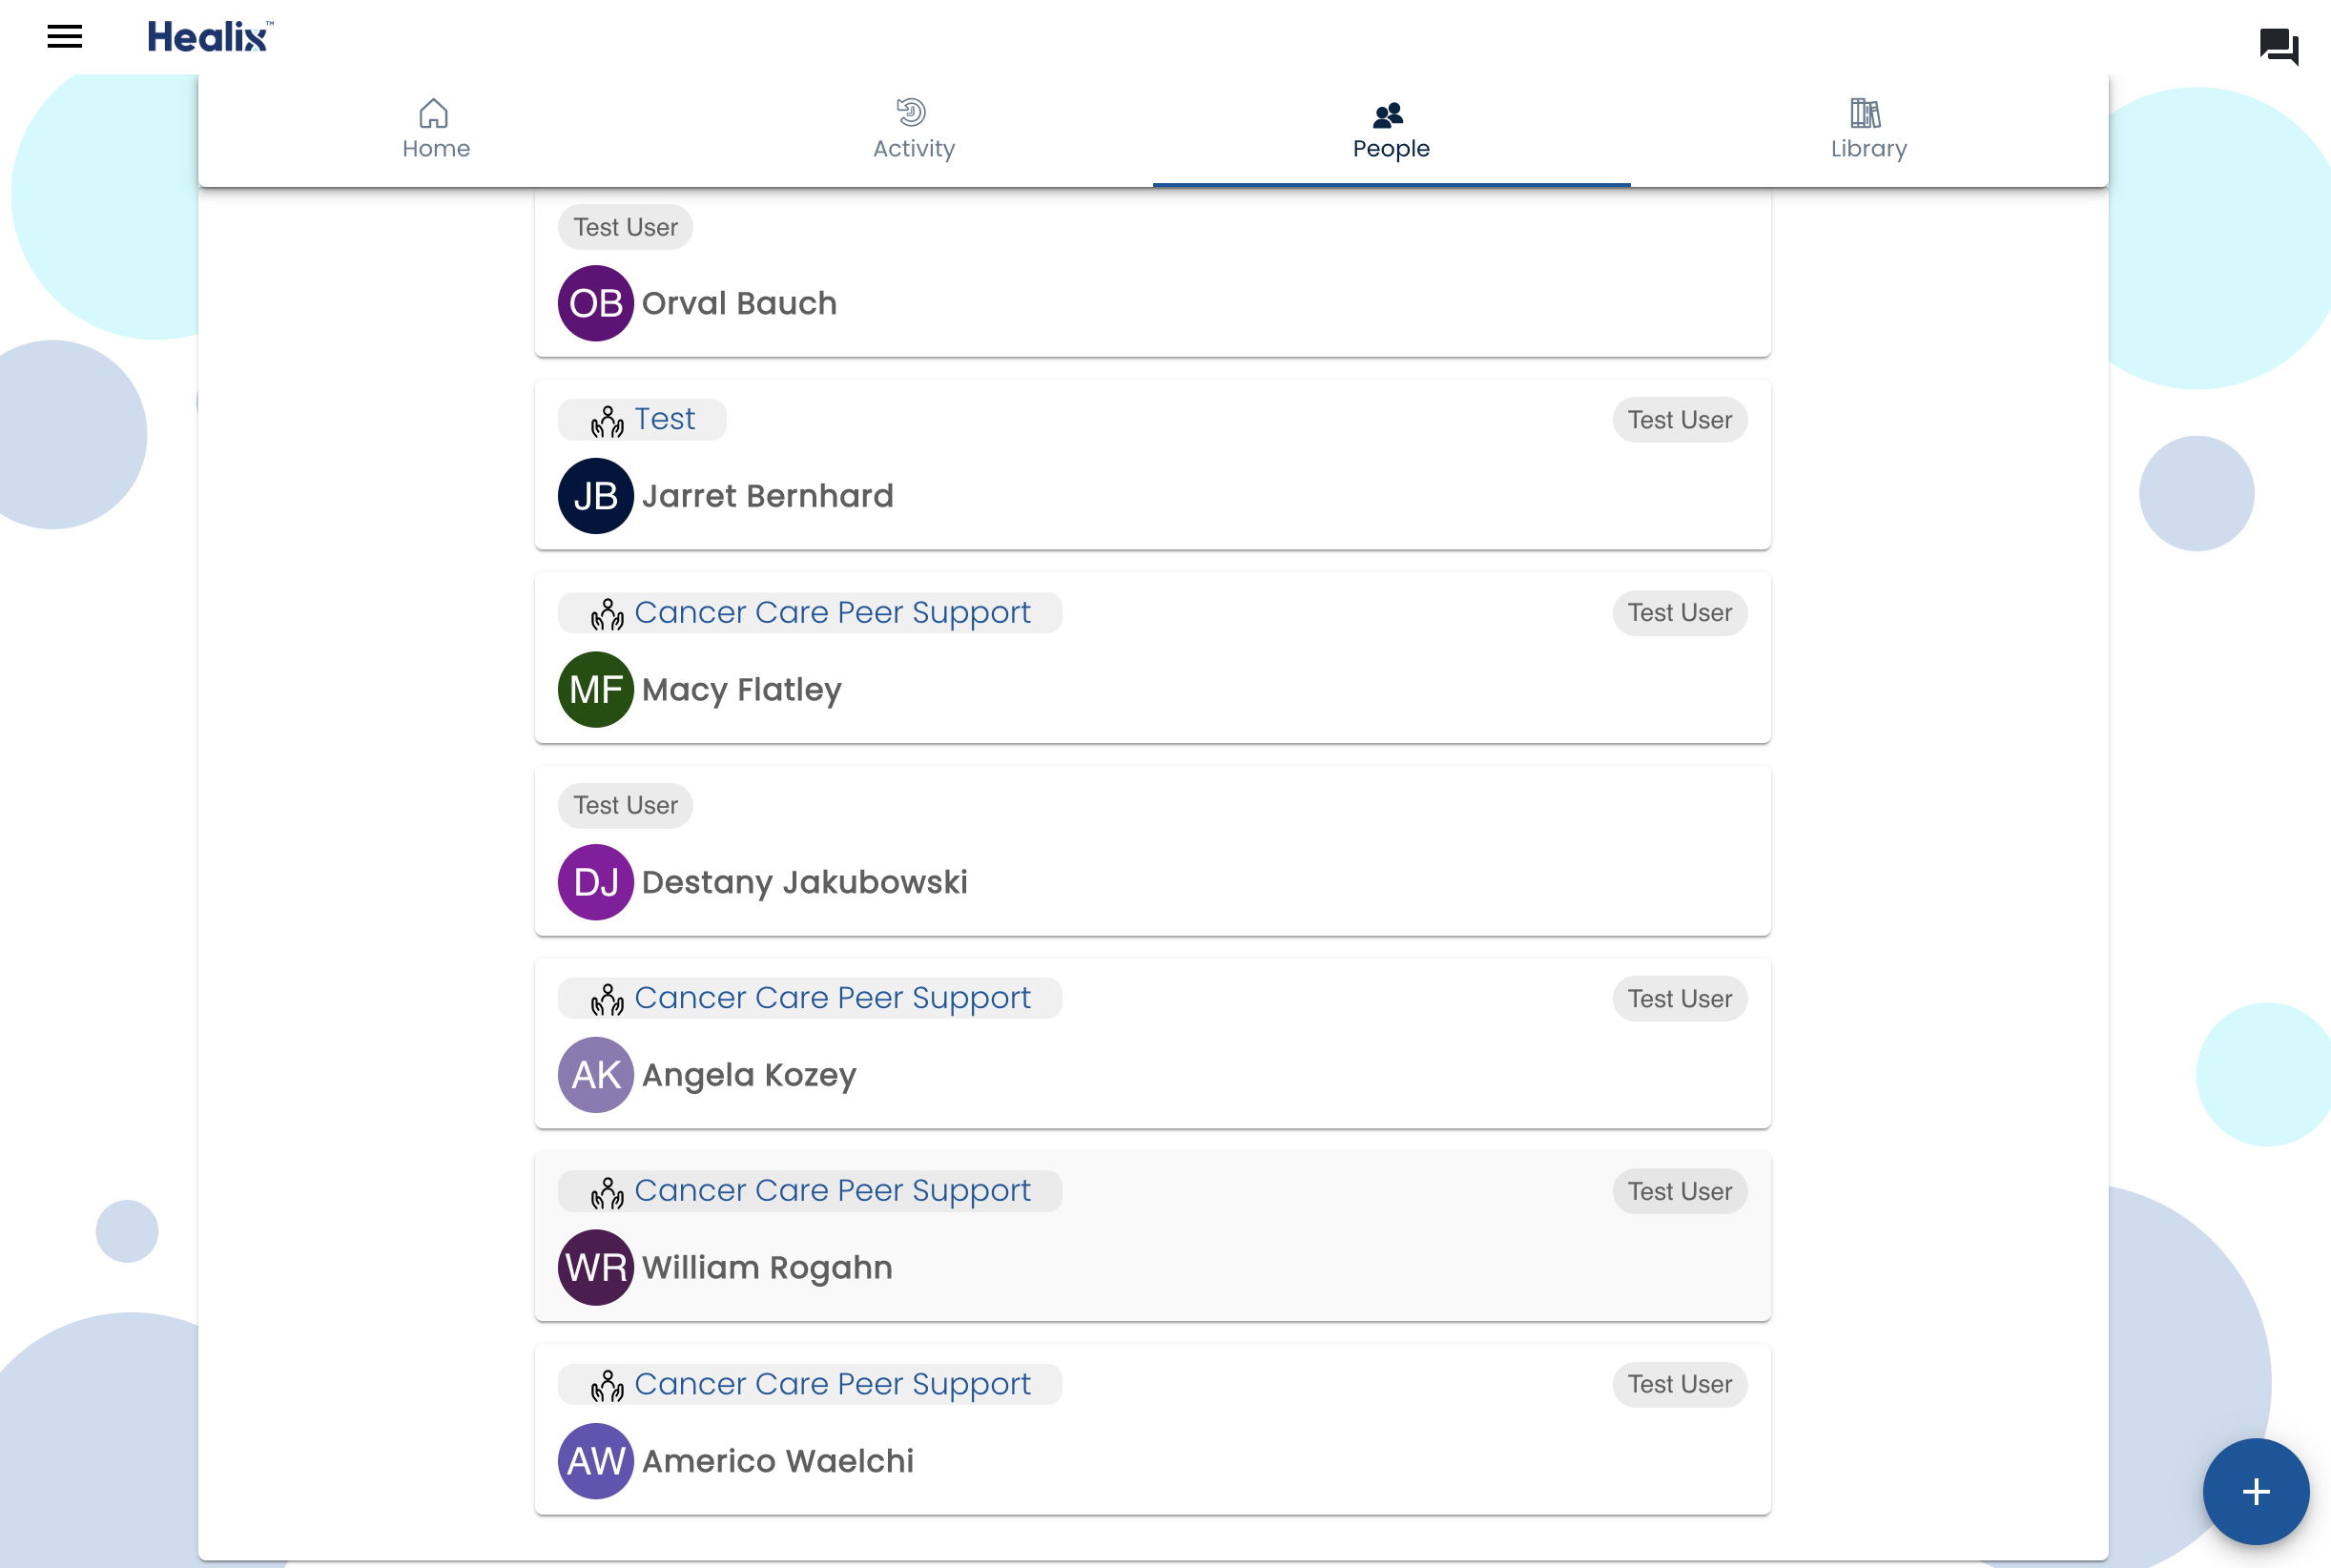 Healix™
Home
Activity
People
Library
Test User
OB Orval Bauch
Test
Test User
JB Jarret Bernhard
Cancer Care Peer Support
Test User
MF Macy Flatley
Test User
DJ Destany Jakubowski
Cancer Care Peer Support
Test User
AK Angela Kozey
Cancer Care Peer Support
Test User
WR William Rogahn
Cancer Care Peer Support
Test User
AW Americo Waelchi
+